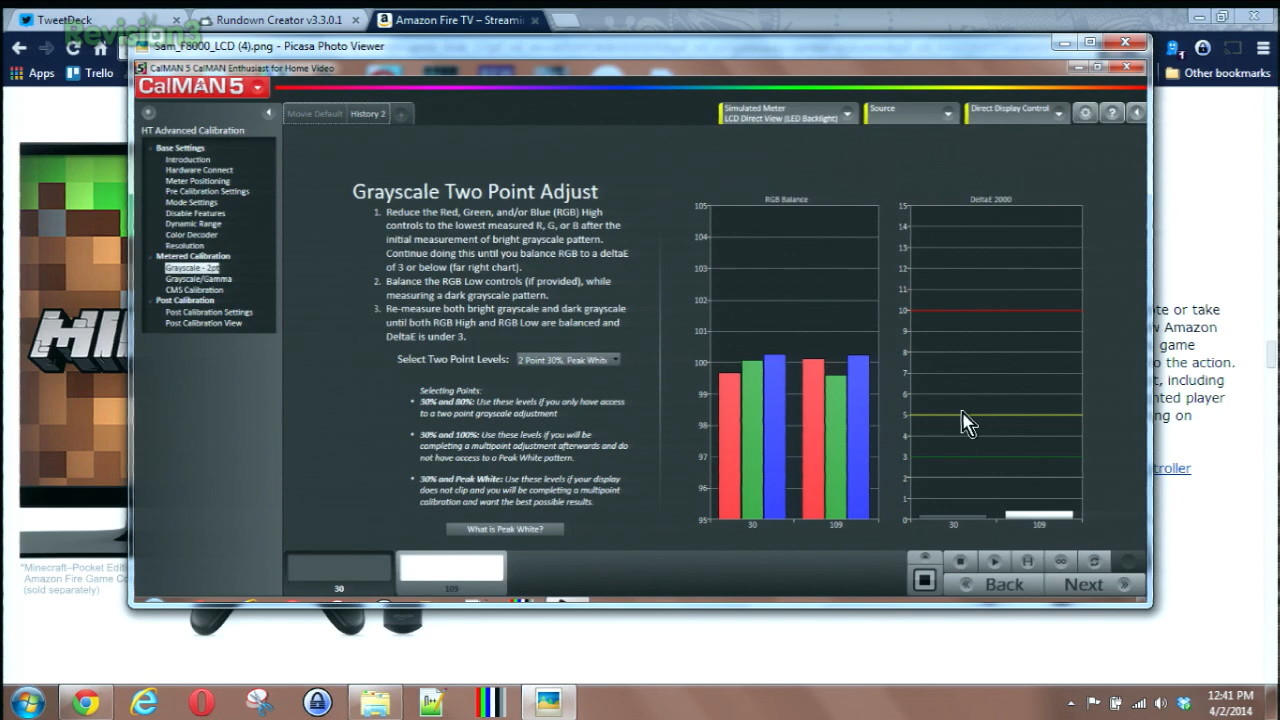 TweetDeck
Rundown Creator v3.3.0.1
Amazon Fire TV – Streami
Revision3
Apps
Trello
Other bookmarks
Sam_F8000_LCD (4).png - Picasa Photo Viewer
CalMAN 5 CalMAN Enthusiast for Home Video
CalMAN 5
Movie Default
History 2
Simulated Meter
LCD Direct View (LED Backlight)
Source
Direct Display Control
HT Advanced Calibration
Base Settings
Introduction
Hardware Connect
Meter Positioning
Pre Calibration Settings
Mode Settings
Disable Features
Dynamic Range
Color Decoder
Resolution
Metered Calibration
Grayscale - 2pt
Grayscale/Gamma
CMS Calibration
Post Calibration
Post Calibration Settings
Post Calibration View
Grayscale Two Point Adjust
1. Reduce the Red, Green, and/or Blue (RGB) High
controls to the lowest measured R, G, or B after the
initial measurement of bright grayscale pattern.
Continue doing this until you balance RGB to a deltaE
of 3 or below (far right chart).
2. Balance the RGB Low controls (if provided), while
measuring a dark grayscale pattern.
3. Re-measure both bright grayscale and dark grayscale
until both RGB High and RGB Low are balanced and
DeltaE is under 3.
Select Two Point Levels:
2 Point 30%, Peak White
Selecting Points:
• 30% and 80%: Use these levels if you only have access
to a two point grayscale adjustment
• 30% and 100%: Use these levels if you will be
completing a multipoint adjustment afterwards and do
not have access to a Peak White pattern.
• 30% and Peak White: Use these levels if your display
does not clip and you will be completing a multipoint
calibration and want the best possible results.
What is Peak White?
RGB Balance
105
104
103
102
101
100
99
98
97
96
95
30
109
DeltaE 2000
15
14
13
12
11
10
9
8
7
6
5
4
3
2
1
0
30
109
30
109
Back
Next
MI
ote or take
w Amazon
game
o the action.
t, including
nted player
ng on
troller
*Minecraft–Pocket Editi
Amazon Fire Game Co
(sold separately)
12:41 PM
4/2/2014